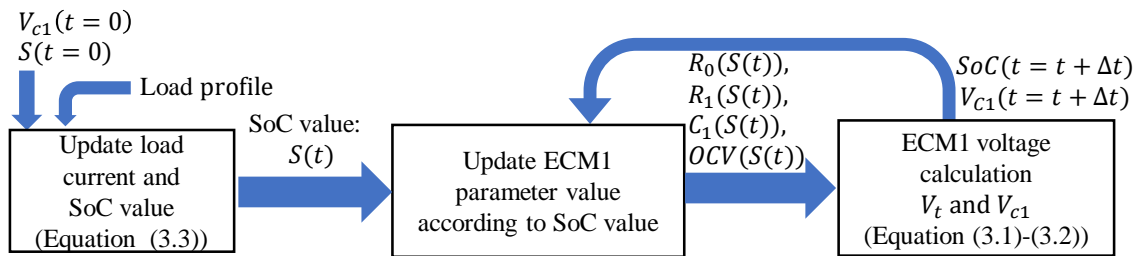 V_{c1}(t = 0)
S(t = 0)
Load profile
Update load
current and
SoC value
(Equation (3.3))
SoC value:
S(t)
Update ECM1
parameter value
according to SoC value
R_0(S(t)),
R_1(S(t)),
C_1(S(t)),
OCV(S(t))
SoC(t = t + Δt)
V_{C1}(t = t + Δt)
ECM1 voltage
calculation
V_t and V_{c1}
(Equation (3.1)-(3.2))